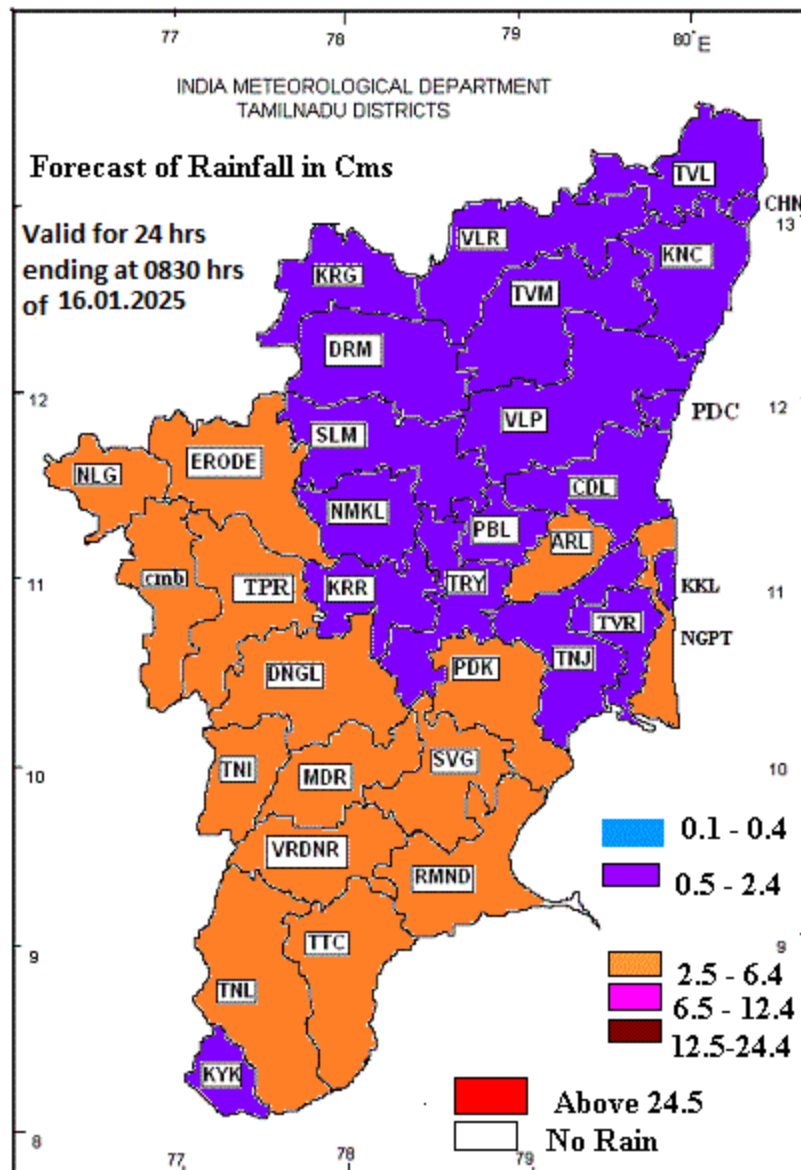 77 78 79 80°E
INDIA METEOROLOGICAL DEPARTMENT
TAMILNADU DISTRICTS
Forecast of Rainfall in Cms
TVL
CHN
13
Valid for 24 hrs
ending at 0830 hrs
of 16.01.2025
VLR
KNC
KRG
TVM
DRM
12
12
PDC
VLP
SLM
ERODE
NLG
CDL
NMKL
PBL
ARL
11
cmb
TPR
KRR
TRY
KKL
11
TVR
NGPT
TNJ
DNGL
PDK
10
TNI
MDR
SVG
10
0.1 - 0.4
VRDNR
RMND
0.5 - 2.4
9
TTC
9
TNL
2.5 - 6.4
6.5 - 12.4
12.5-24.4
KYK
Above 24.5
No Rain
8
77 78 79